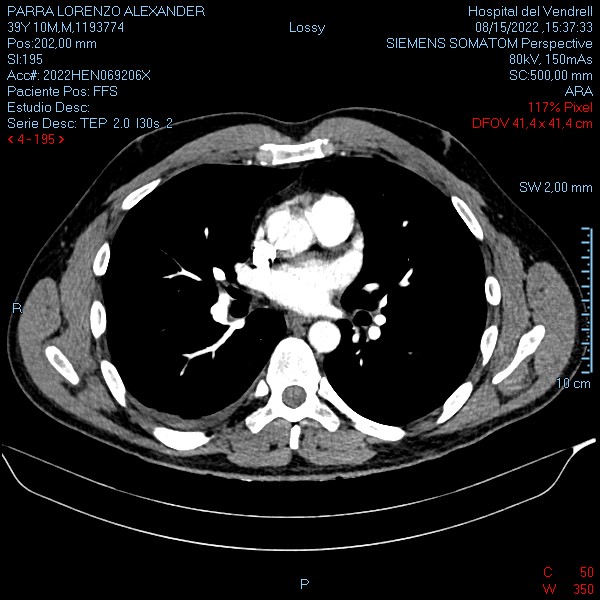 PARRA LORENZO ALEXANDER
39Y 10M,M,1193774
Pos:202,00 mm
SI:195
Acc#: 2022HEN069206X
Paciente Pos: FFS
Estudio Desc:
Serie Desc: TEP 2.0 I30s 2
< 4 - 195 >
Lossy
Hospital del Vendrell
08/15/2022 ,15:37:33
SIEMENS SOMATOM Perspective
80kV, 150mAs
SC:500,00 mm
ARA
117% Pixel
DFOV 41,4 x 41,4 cm
SW 2,00 mm
R
10 cm
P
C 50
W 350